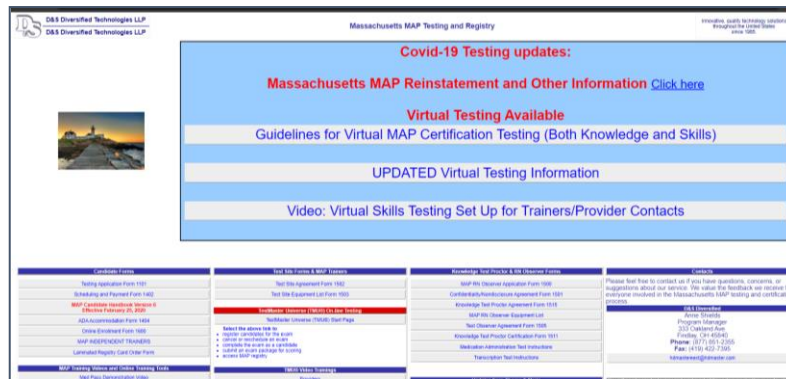 D&S Diversified Technologies LLP
D&S Diversified Technologies LLP
Massachusetts MAP Testing and Registry
Innovative, quality technology solutions
throughout the United States
since 1985.
Covid-19 Testing updates:
Massachusetts MAP Reinstatement and Other Information Click here
Virtual Testing Available
Guidelines for Virtual MAP Certification Testing (Both Knowledge and Skills)
UPDATED Virtual Testing Information
Video: Virtual Skills Testing Set Up for Trainers/Provider Contacts
Candidate Forms
Testing Application Form 1101
Scheduling and Payment Form 1402
MAP Candidate Handbook Version 6
Effective February 25, 2020
ADA Accommodation Form 1404
Online Enrollment Form
MAP INDEPENDENT TRAINERS
Laminated Registry Card Order Form
MAP Training Videos and Online Training Tools
Med Pass Demonstration Video
Test Site Forms & MAP Trainers
Test Site Agreement Form 1502
Test Site Equipment List Form 1503
TestMaster Universe (TMU©) On-line Testing
TestMaster Universe (TMU©) Start Page
Select the above link to
register candidates for the exam
cancel or reschedule an exam
complete the exam as a candidate
submit an exam package for scoring
access MAP registry
TMU© Video Trainings
Knowledge Test Proctor & RN Observer Forms
MAP RN Observer Application Form 1500
Confidentiality/Nondisclosure Agreement Form 1501
Knowledge Test Proctor Agreement Form 1515
MAP RN Observer Equipment List
Test Observer Agreement Form 1505
Knowledge Test Proctor Certification Form 1511
Medication Administration Test Instructions
Transcription Test Instructions
Contacts
Please feel free to contact us if you have questions, concerns, or
suggestions about our service. We value the feedback we receive
everyone involved in the Massachusetts MAP testing and
process.
D&S Diversified
Anne Shields
Program Manager
333 Oakland Ave
Findlay, OH 45840
Phone: (877) 851-2355
Fax: (419) 422-7395
hdmastereast@hdmaster.com